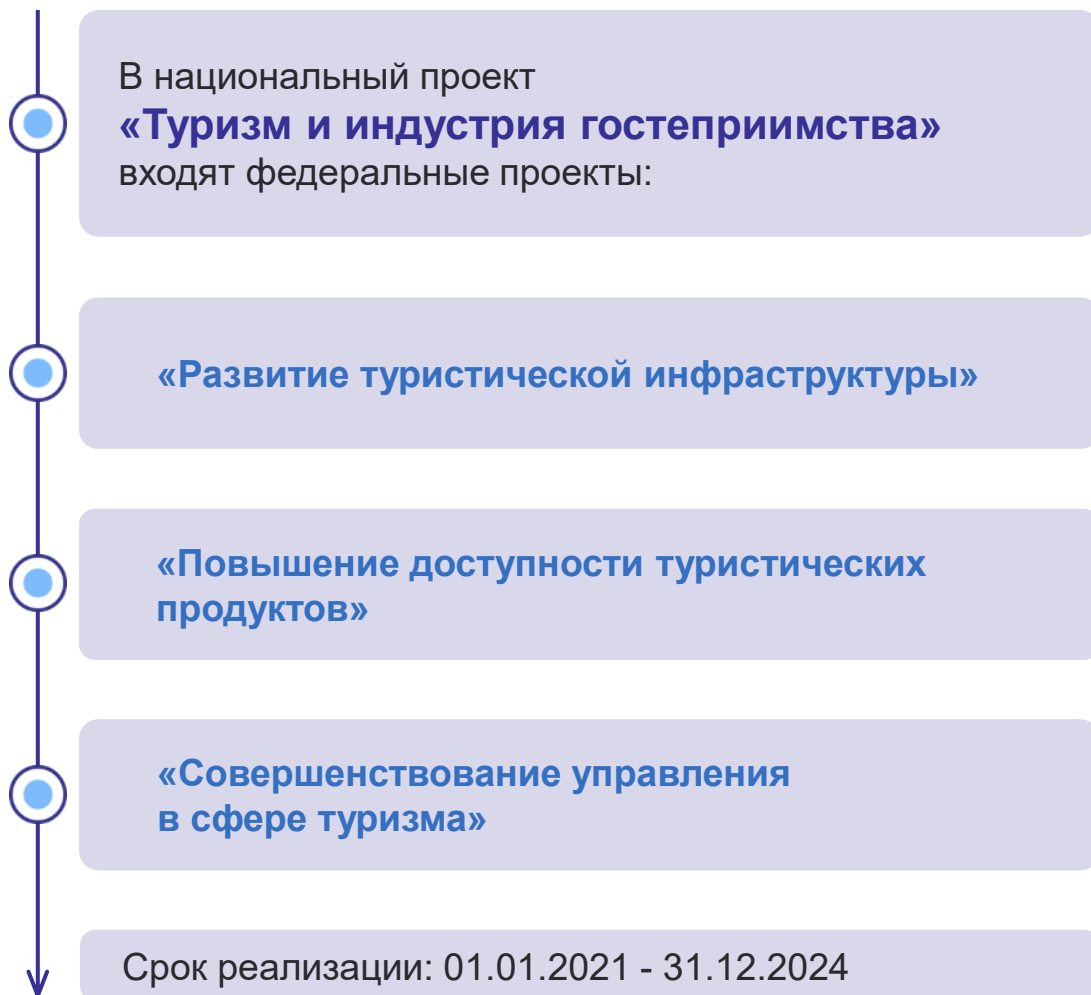 В национальный проект
«Туризм и индустрия гостеприимства»
входят федеральные проекты:
«Развитие туристической инфраструктуры»
«Повышение доступности туристических
продуктов»
«Совершенствование управления
в сфере туризма»
Срок реализации: 01.01.2021 - 31.12.2024